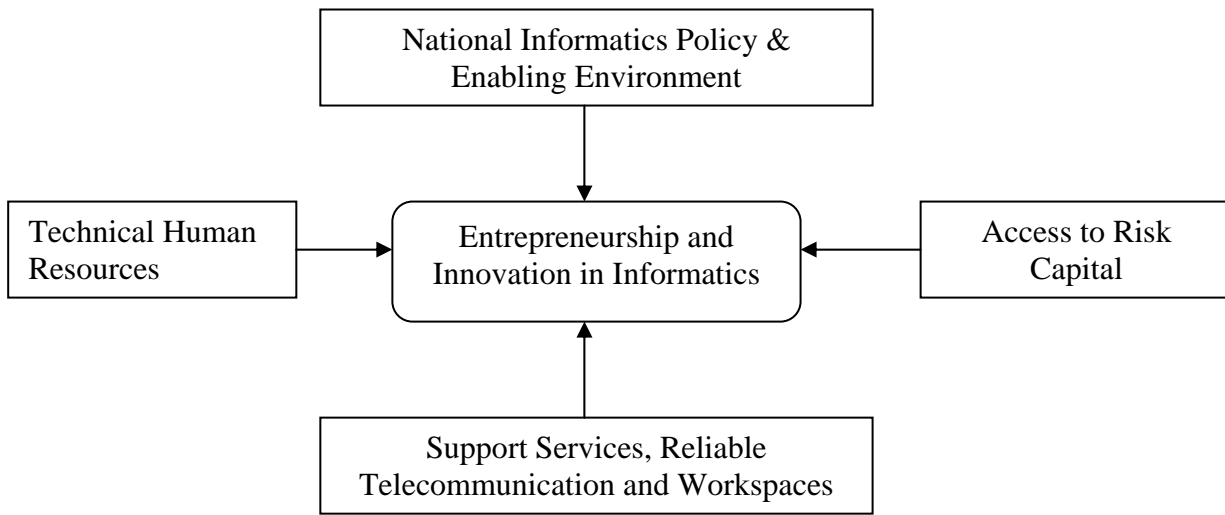 National Informatics Policy &
Enabling Environment
Technical Human
Resources
Entrepreneurship and
Innovation in Informatics
Access to Risk
Capital
Support Services, Reliable
Telecommunication and Workspaces